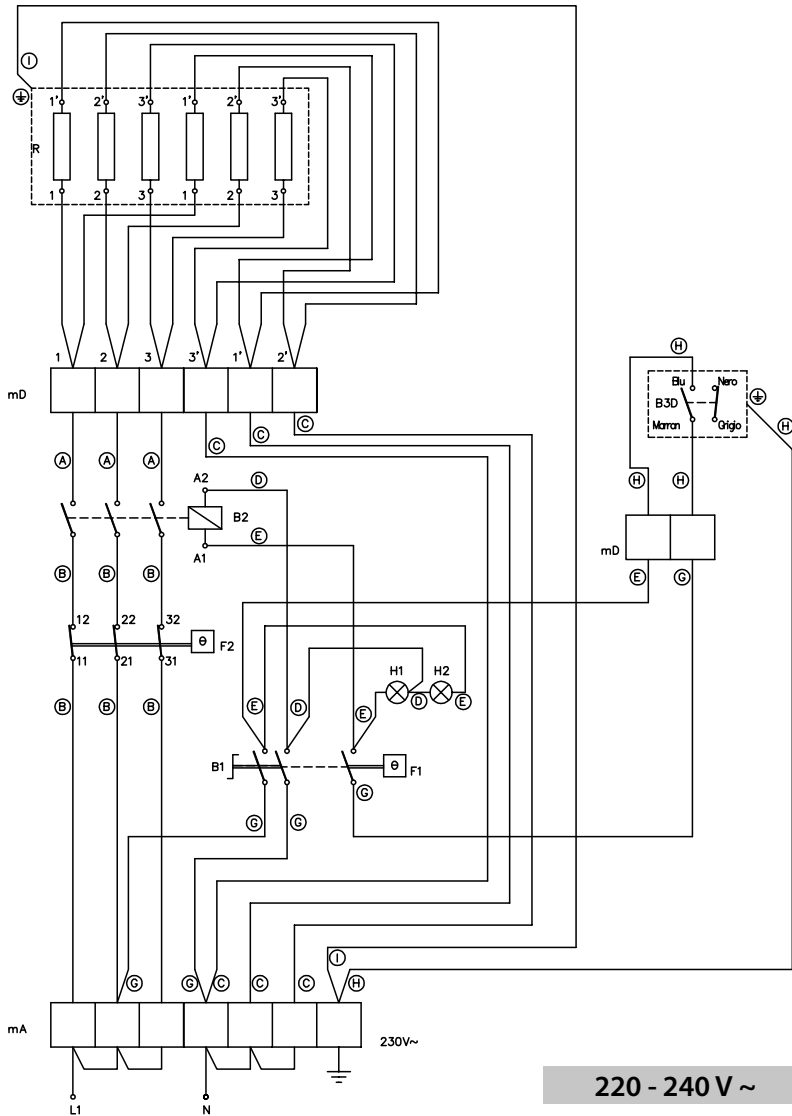 I
1' 2' 3' 1' 2' 3'
R
1 2 3 1 2 3
1 2 3 3' 1' 2'
mD
C C C
A A A
A2 D
B2
E
A1
B B B
12 22 32
F2
11 21 31
B B B
H
Blu Nero
B3D
Marron Grigio
H
H H
mD
E G
H1 H2
E D E D E
B1 F1
G
G G
I
G G C C C H
mA
230V~
L1 N
220 - 240 V ~